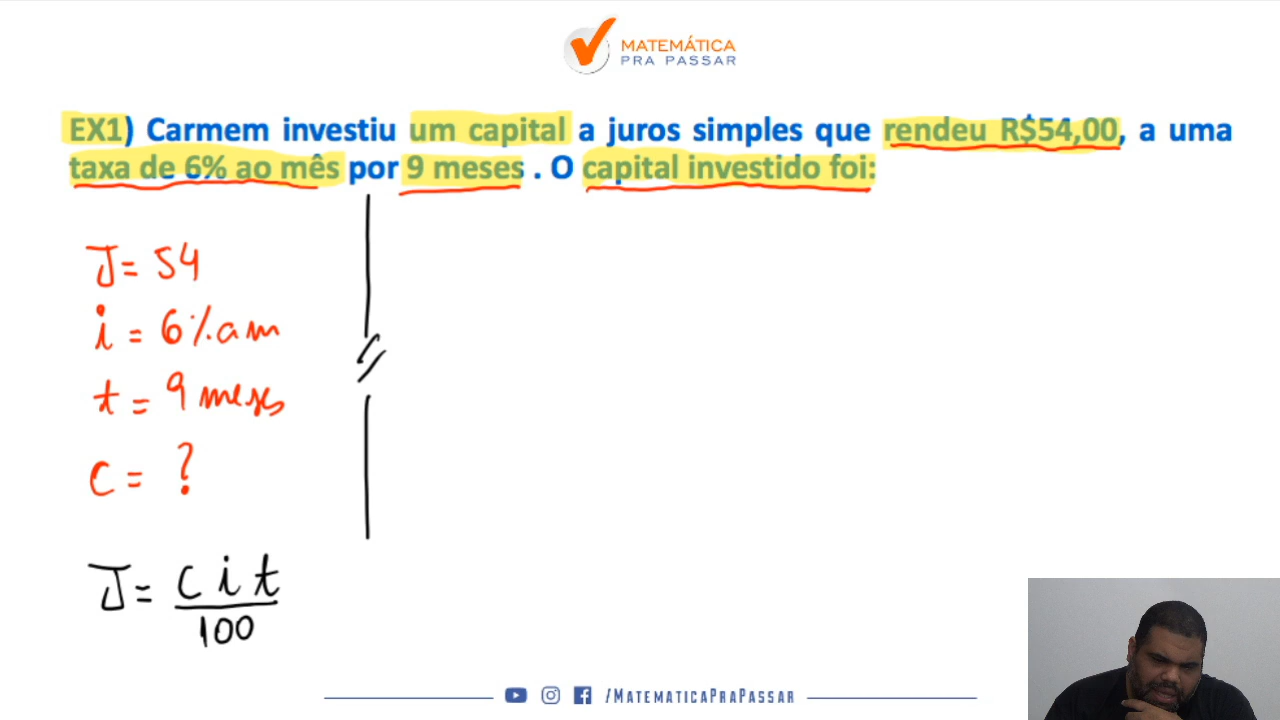 MATEMÁTICA
PRA PASSAR
EX1) Carmem investiu um capital a juros simples que rendeu R$54,00, a uma
taxa de 6% ao mês por 9 meses . O capital investido foi:
J = 54
i = 6% am
t = 9 meses
C = ?
J = c i t
100
/MATEMATICAPRAPASSAR